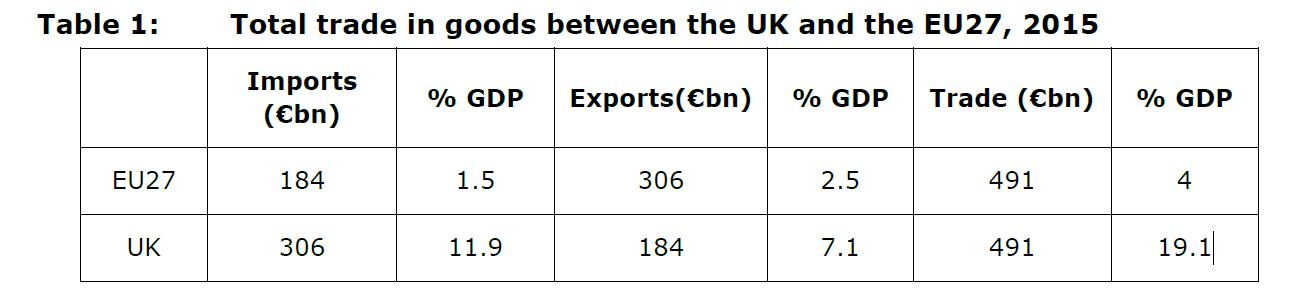 Table 1: Total trade in goods between the UK and the EU27, 2015
Imports (€bn) % GDP Exports(€bn) % GDP Trade (€bn) % GDP
EU27 184 1.5 306 2.5 491 4
UK 306 11.9 184 7.1 491 19.1